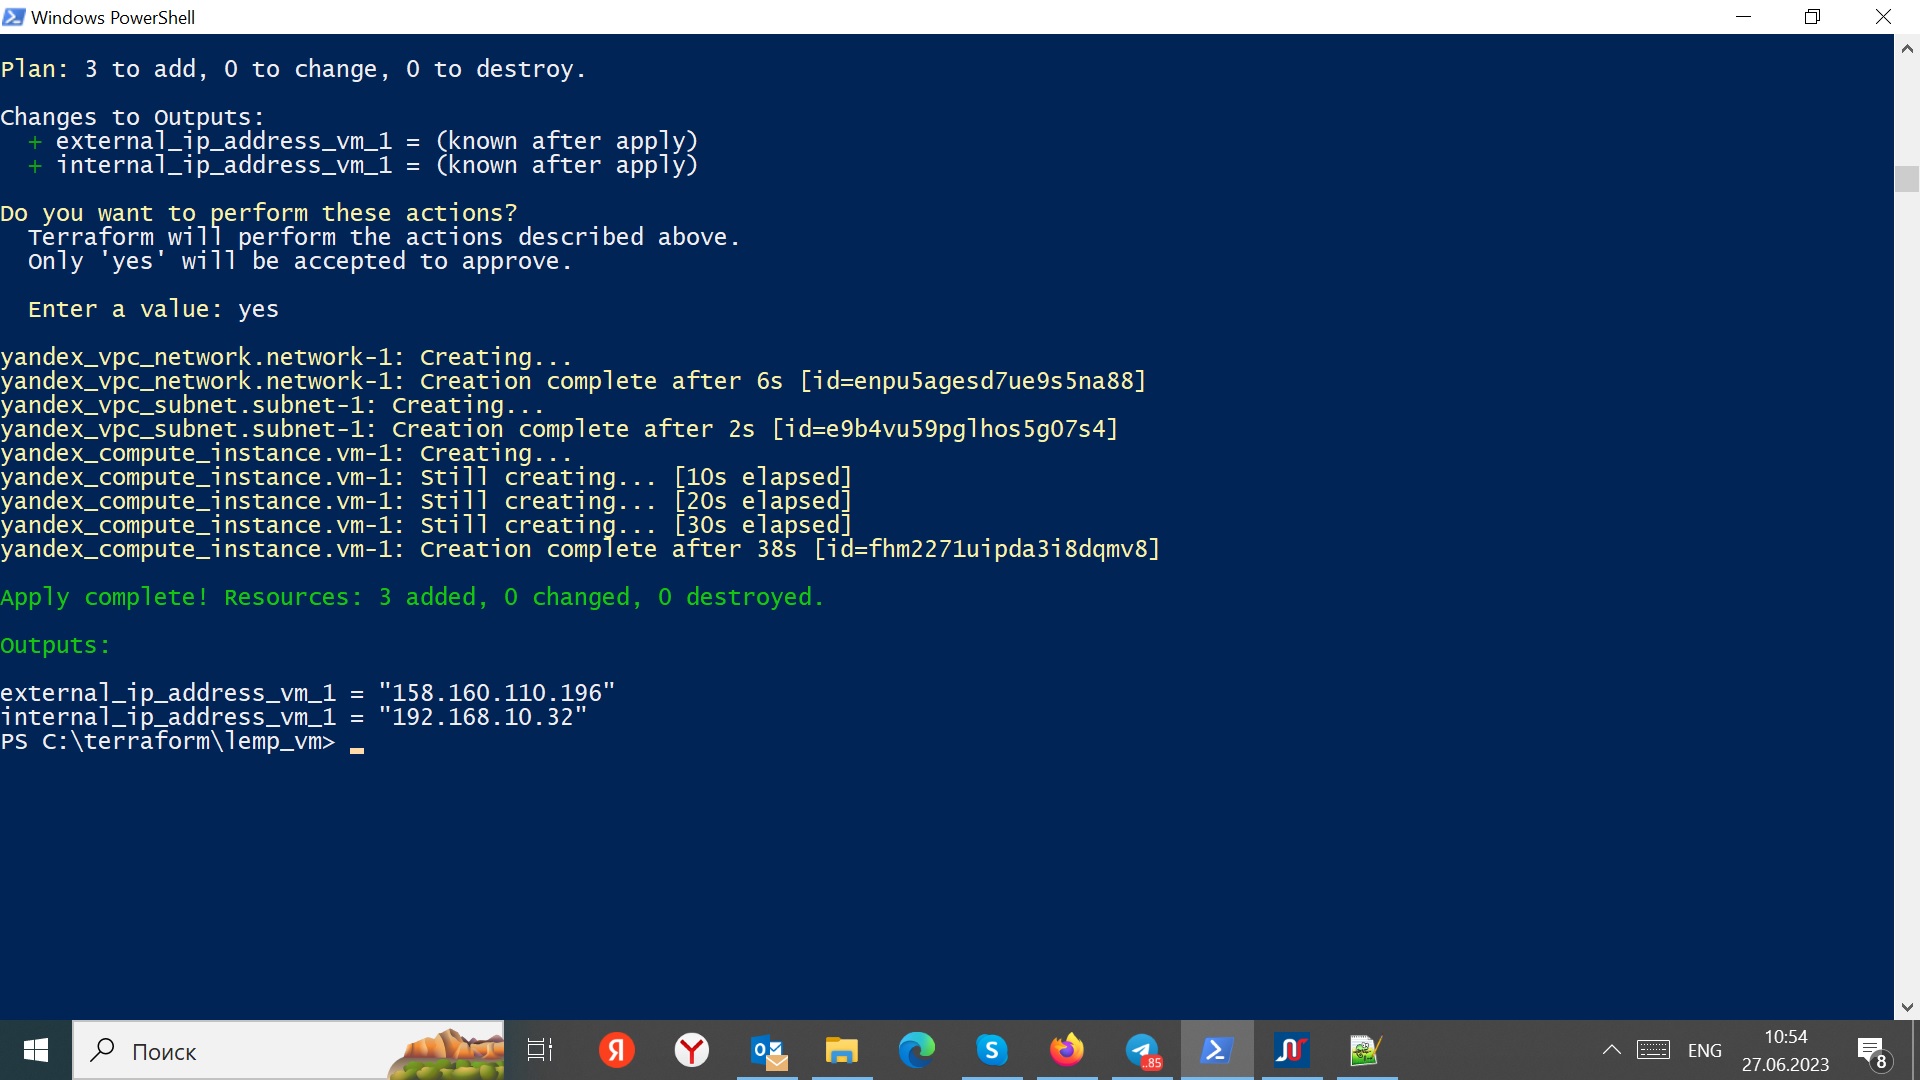 Windows PowerShell
Plan: 3 to add, 0 to change, 0 to destroy.
Changes to Outputs:
+ external_ip_address_vm_1 = (known after apply)
+ internal_ip_address_vm_1 = (known after apply)
Do you want to perform these actions?
Terraform will perform the actions described above.
Only 'yes' will be accepted to approve.
Enter a value: yes
yandex_vpc_network.network-1: Creating...
yandex_vpc_network.network-1: Creation complete after 6s [id=enpu5agesd7ue9s5na88]
yandex_vpc_subnet.subnet-1: Creating...
yandex_vpc_subnet.subnet-1: Creation complete after 2s [id=e9b4vu59pglhos5g07s4]
yandex_compute_instance.vm-1: Creating...
yandex_compute_instance.vm-1: Still creating... [10s elapsed]
yandex_compute_instance.vm-1: Still creating... [20s elapsed]
yandex_compute_instance.vm-1: Still creating... [30s elapsed]
yandex_compute_instance.vm-1: Creation complete after 38s [id=fhm2271uipda3i8dqmv8]
Apply complete! Resources: 3 added, 0 changed, 0 destroyed.
Outputs:
external_ip_address_vm_1 = "158.160.110.196"
internal_ip_address_vm_1 = "192.168.10.32"
PS C:\terraform\lemp_vm>
Поиск
Я
Y
O
S
..85
ENG
10:54
27.06.2023
8